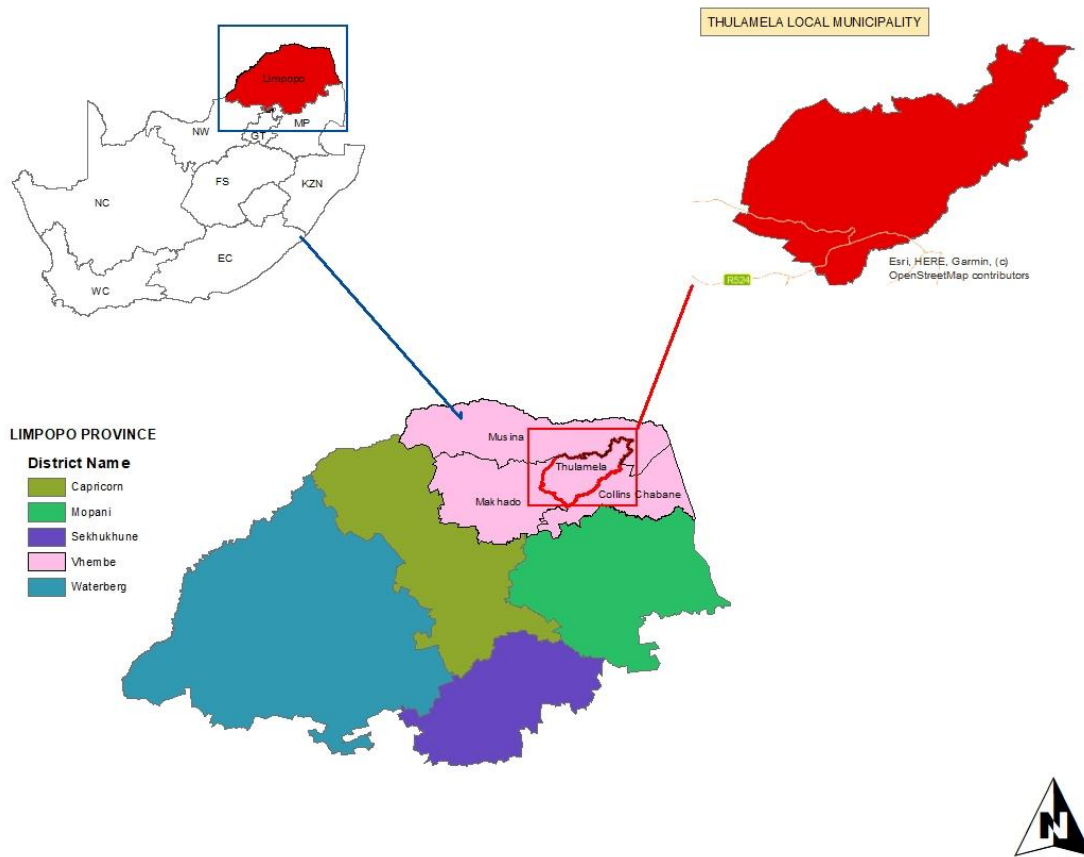 Limpopo
NW
GT
MP
FS
KZN
NC
EC
WC
THULAMELA LOCAL MUNICIPALITY
Esri, HERE, Garmin, (c)
OpenStreetMap contributors
R524
LIMPOPO PROVINCE
District Name
Capricorn
Mopani
Sekhukhune
Vhembe
Waterberg
Musina
Thulamela
Makhado
Collins Chabane
N